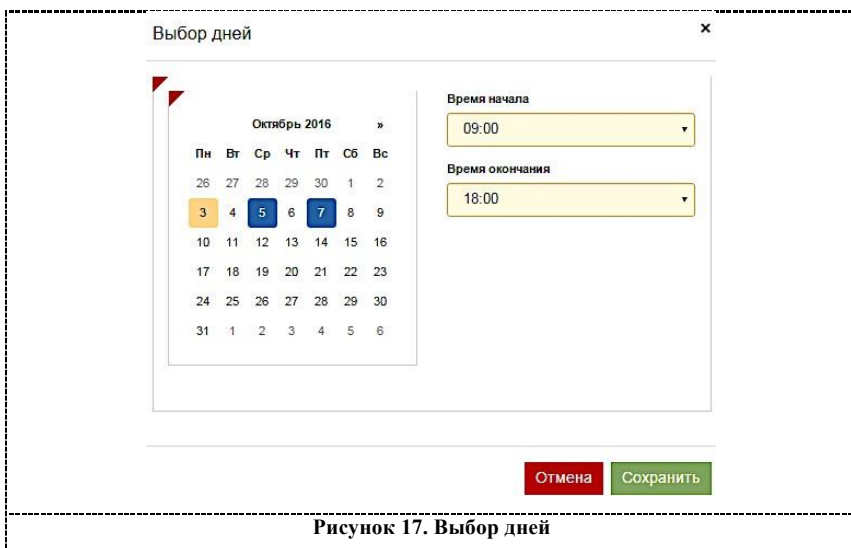 Выбор дней ×
Октябрь 2016 »
Пн Вт Ср Чт Пт Сб Вс
26 27 28 29 30 1 2
3 4 5 6 7 8 9
10 11 12 13 14 15 16
17 18 19 20 21 22 23
24 25 26 27 28 29 30
31 1 2 3 4 5 6
Время начала
09:00
Время окончания
18:00
Отмена Сохранить
Рисунок 17. Выбор дней